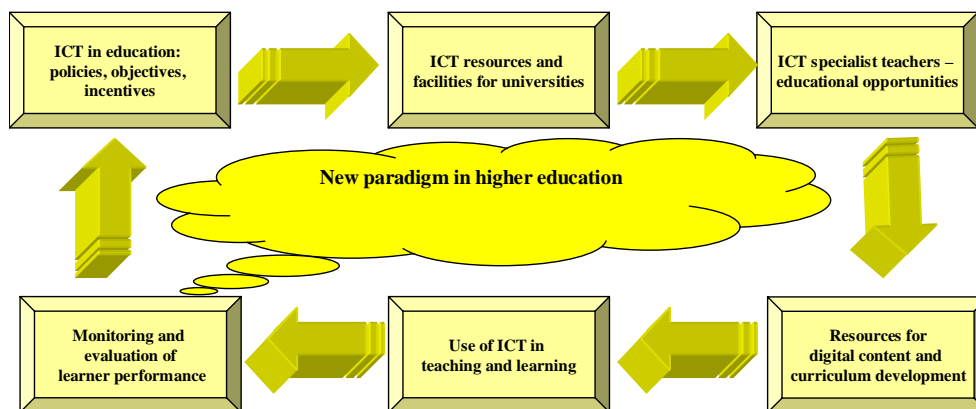 ICT in education:
policies, objectives,
incentives
ICT resources and
facilities for universities
ICT specialist teachers –
educational opportunities
New paradigm in higher education
Monitoring and
evaluation of
learner performance
Use of ICT in
teaching and learning
Resources for
digital content and
curriculum development